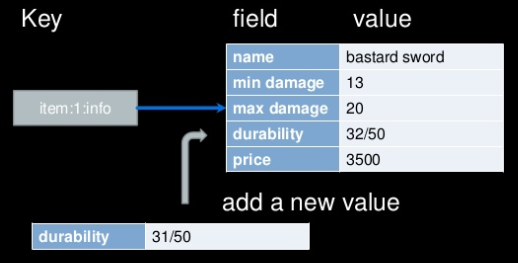 Key field value
item:1:info
name bastard sword
min damage 13
max damage 20
durability 32/50
price 3500
add a new value
durability 31/50